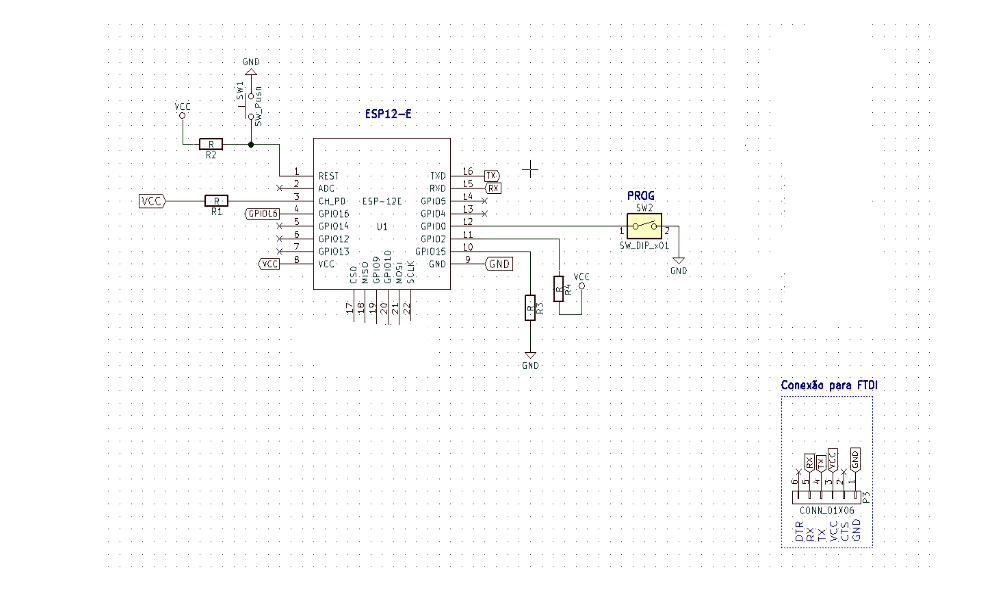 GND
SW1
SW_Push
VCC
R
R2
ESP12-E
VCC
R
R1
GPIOL6
VCC
1 REST
2 ADC
3 CH_PD
4 GPIO16
5 GPIO14
6 GPIO12
7 GPIO13
8 VCC
ESP-12E
U1
TXD 16 TX
RXD 15 RX
GPIO5 14
GPIO4 13
GPIO0 12
GPIO2 11
GPIO15 10
GND 9 GND
CSD
MISO
GPIO9
GPIO10
MOSI
SCLK
17
18
19
20
21
22
PROG
SW2
1 2
SW_DIP_x01
GND
VCC
R
R4
R
R3
GND
Conexão para FTDI
RX
TX
VCC
GND
6
5
4
3
2
1
P3
CONN_01X06
DTR
RX
TX
VCC
CTS
GND